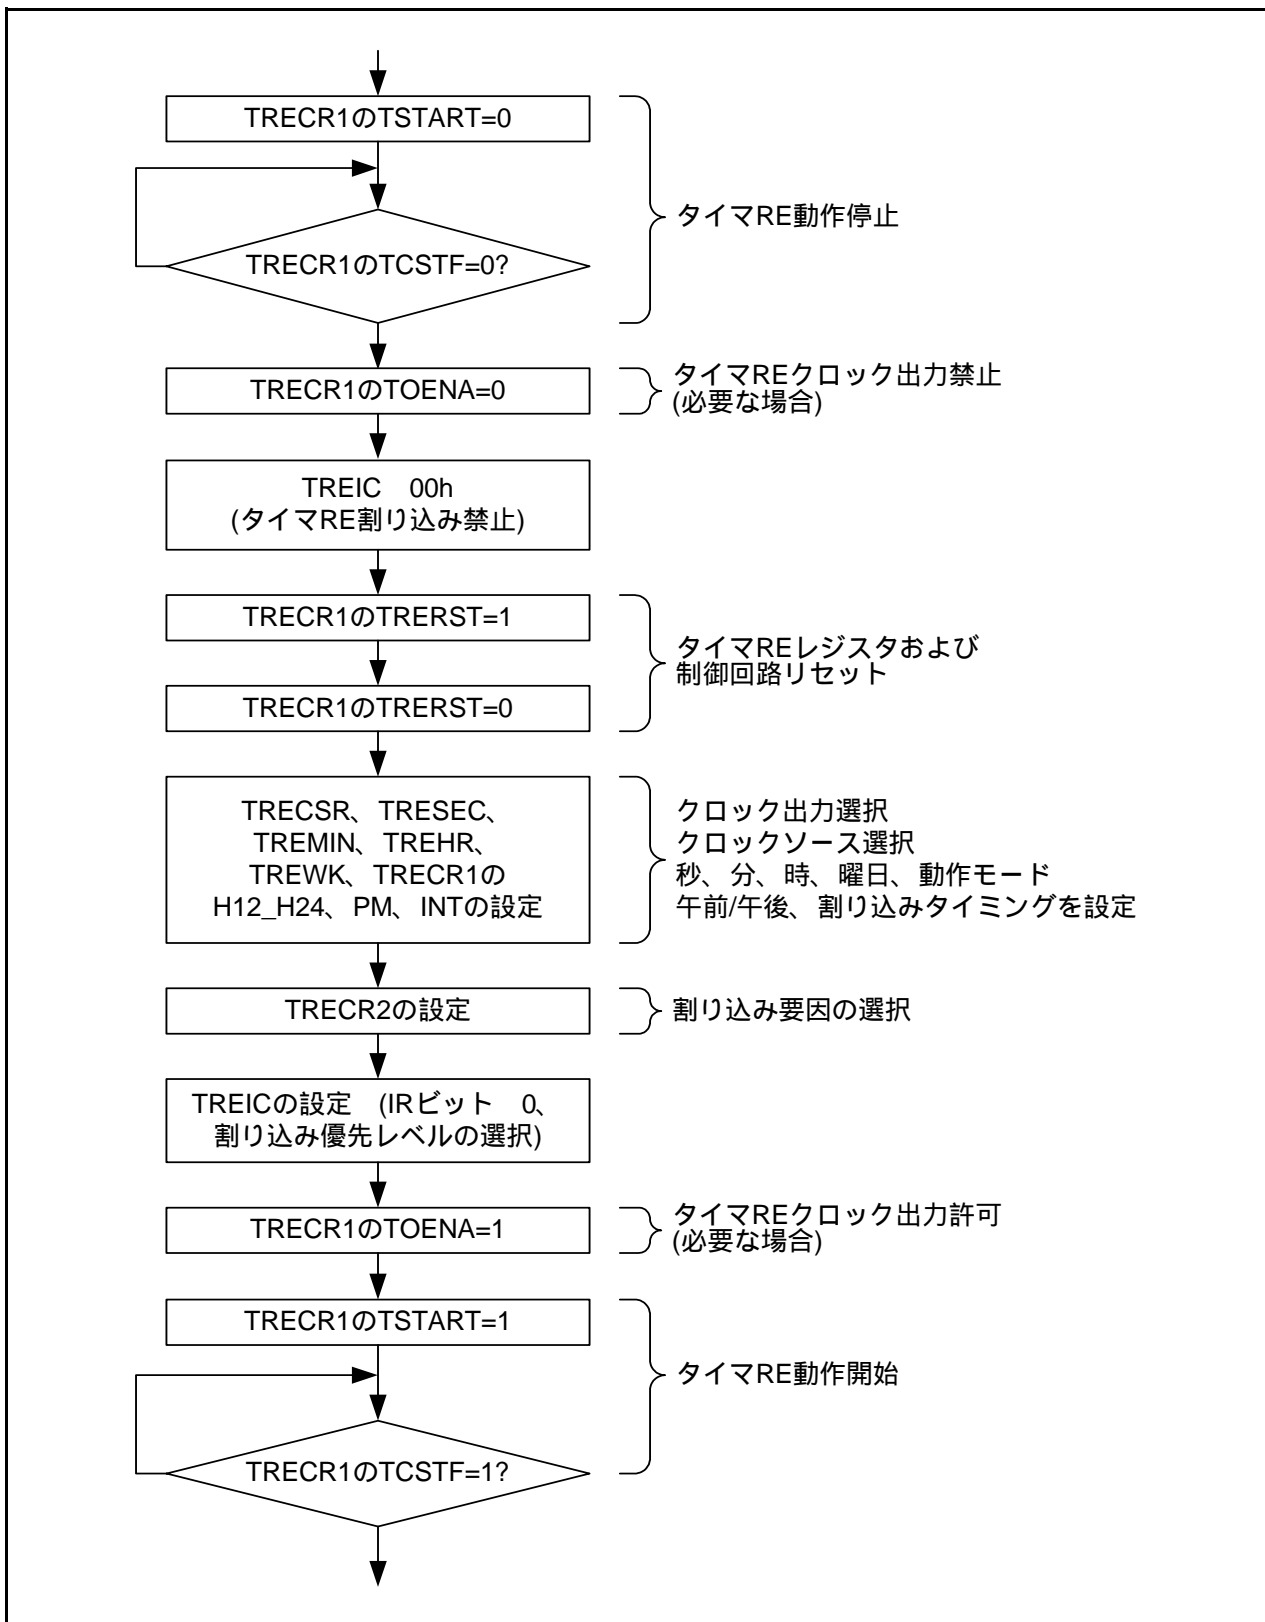 TRECR1のTSTART=0
TRECR1のTCSTF=0?
タイマRE動作停止
TRECR1のTOENA=0
タイマREクロック出力禁止
(必要な場合)
TREIC　00h
(タイマRE割り込み禁止)
TRECR1のTRERST=1
TRECR1のTRERST=0
タイマREレジスタおよび
制御回路リセット
TRECSR、TRESEC、
TREMIN、TREHR、
TREWK、TRECR1の
H12_H24、PM、INTの設定
クロック出力選択
クロックソース選択
秒、分、時、曜日、動作モード
午前/午後、割り込みタイミングを設定
TRECR2の設定
割り込み要因の選択
TREICの設定　(IRビット　0、
割り込み優先レベルの選択)
TRECR1のTOENA=1
タイマREクロック出力許可
(必要な場合)
TRECR1のTSTART=1
TRECR1のTCSTF=1?
タイマRE動作開始